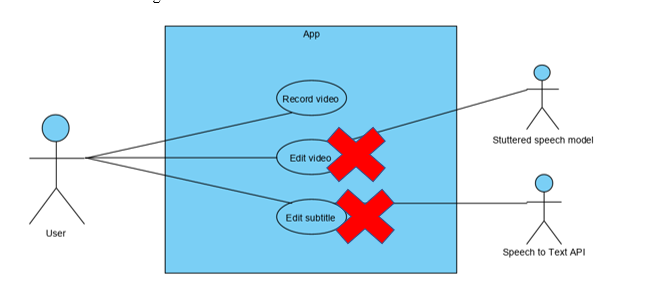 App
Record video
Edit video
Edit subtitle
User
Stuttered speech model
Speech to Text API